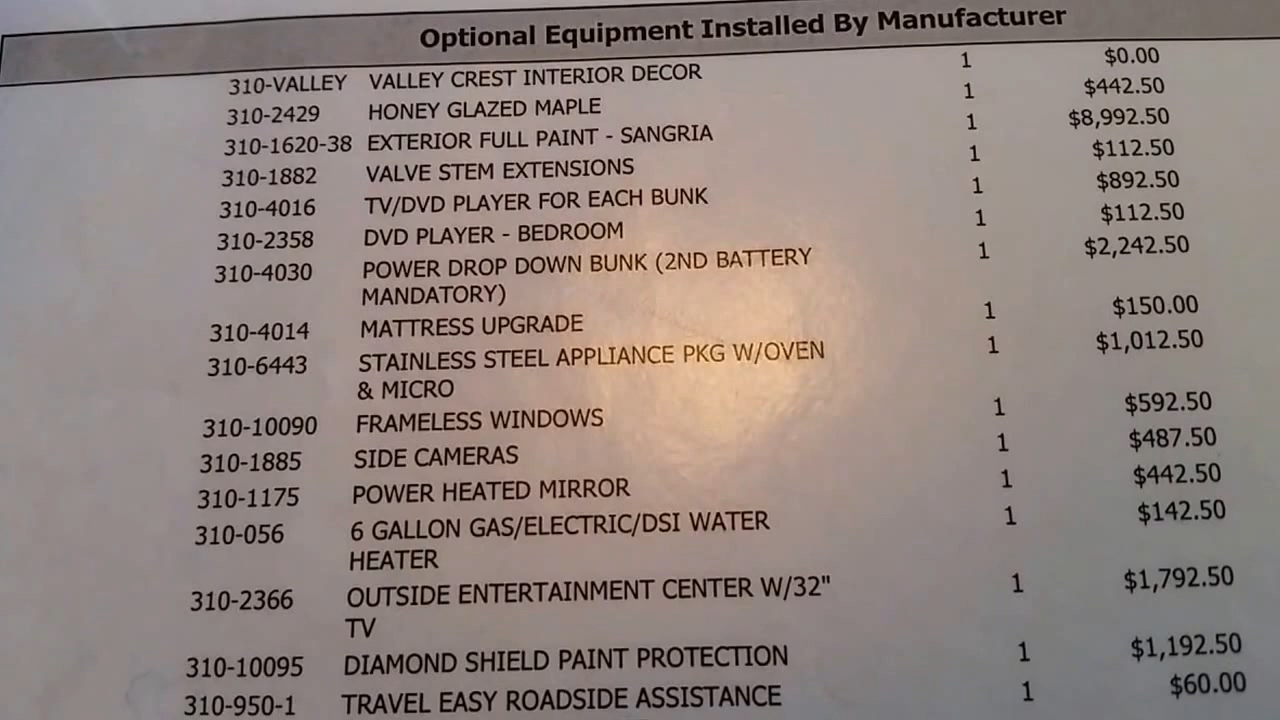 Optional Equipment Installed By Manufacturer
310-VALLEY VALLEY CREST INTERIOR DECOR 1 $0.00
310-2429 HONEY GLAZED MAPLE 1 $442.50
310-1620-38 EXTERIOR FULL PAINT - SANGRIA 1 $8,992.50
310-1882 VALVE STEM EXTENSIONS 1 $112.50
310-4016 TV/DVD PLAYER FOR EACH BUNK 1 $892.50
310-2358 DVD PLAYER - BEDROOM 1 $112.50
310-4030 POWER DROP DOWN BUNK (2ND BATTERY 1 $2,242.50
MANDATORY)
310-4014 MATTRESS UPGRADE 1 $150.00
310-6443 STAINLESS STEEL APPLIANCE PKG W/OVEN 1 $1,012.50
& MICRO
310-10090 FRAMELESS WINDOWS 1 $592.50
310-1885 SIDE CAMERAS 1 $487.50
310-1175 POWER HEATED MIRROR 1 $442.50
310-056 6 GALLON GAS/ELECTRIC/DSI WATER 1 $142.50
HEATER
310-2366 OUTSIDE ENTERTAINMENT CENTER W/32" 1 $1,792.50
TV
310-10095 DIAMOND SHIELD PAINT PROTECTION 1 $1,192.50
310-950-1 TRAVEL EASY ROADSIDE ASSISTANCE 1 $60.00